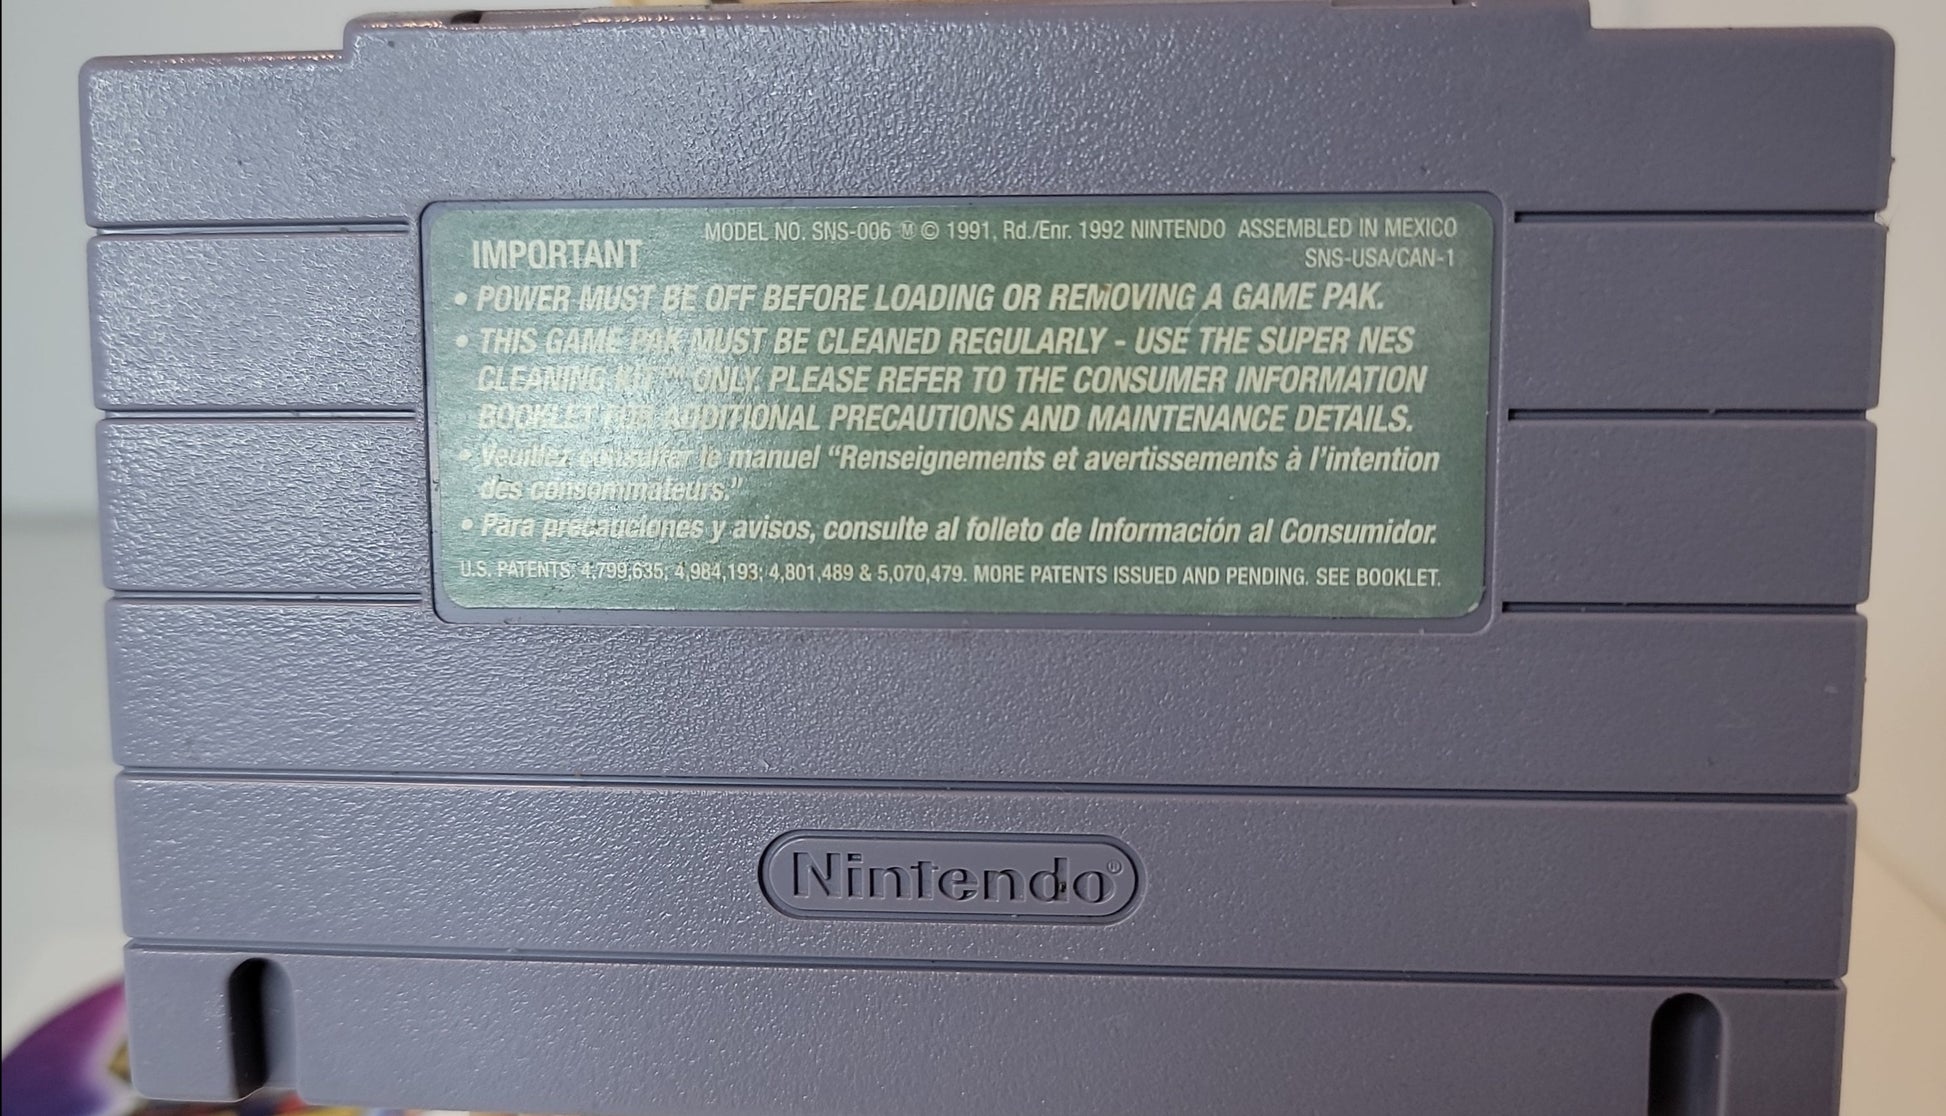 MODEL NO. SNS-006 Ⓜ © 1991, Rd./Enr. 1992 NINTENDO ASSEMBLED IN MEXICO
IMPORTANT
SNS-USA/CAN-1
• POWER MUST BE OFF BEFORE LOADING OR REMOVING A GAME PAK.
• THIS GAME PAK MUST BE CLEANED REGULARLY - USE THE SUPER NES
CLEANING KIT™ ONLY. PLEASE REFER TO THE CONSUMER INFORMATION
BOOKLET FOR ADDITIONAL PRECAUTIONS AND MAINTENANCE DETAILS.
• Veuillez consulter le manuel “Renseignements et avertissements à l’intention
des consommateurs.”
• Para precauciones y avisos, consulte al folleto de Información al Consumidor.
U.S. PATENTS: 4,799,635; 4,984,193; 4,801,489 & 5,070,479. MORE PATENTS ISSUED AND PENDING. SEE BOOKLET.
Nintendo®